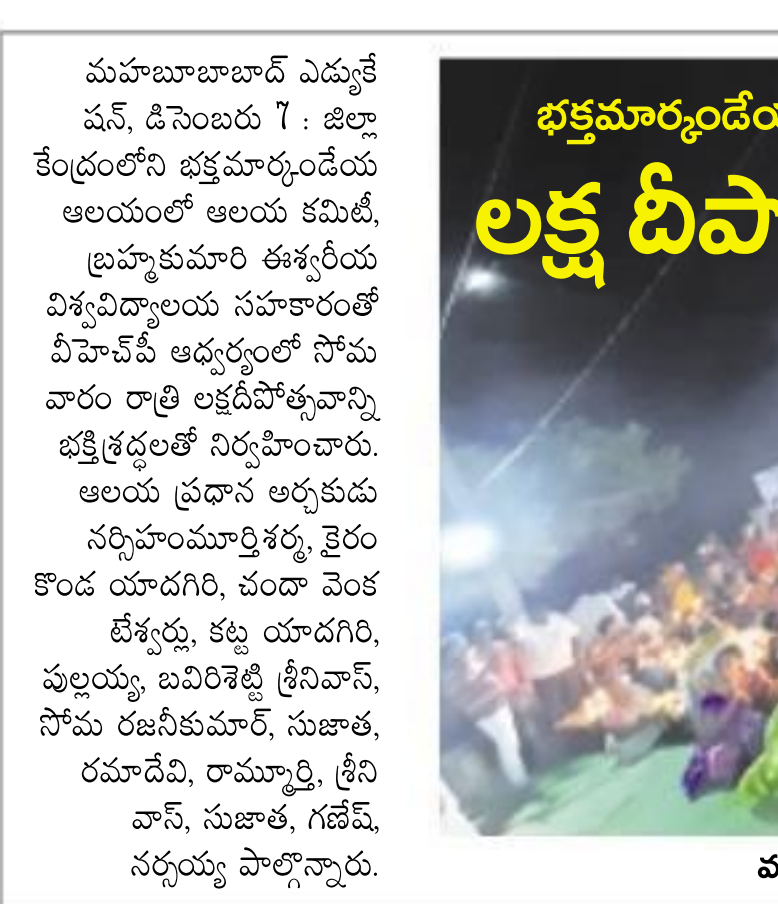 మహబూబాబాద్ ఎడ్యుకే
షన్, డిసెంబరు 7 : జిల్లా
కేంద్రంలోని భక్తమార్కండేయ
ఆలయంలో ఆలయ కమిటీ,
బ్రహ్మకుమారి ఈశ్వరీయ
విశ్వవిద్యాలయ సహకారంతో
వీహెచ్‌పీ ఆధ్వర్యంలో సోమ
వారం రాత్రి లక్షదీపోత్సవాన్ని
భక్తిశ్రద్ధలతో నిర్వహించారు.
ఆలయ ప్రధాన అర్చకుడు
నర్సిహంమూర్తిశర్మ, కైరం
కొండ యాదగిరి, చందా వెంక
టేశ్వర్లు, కట్ట యాదగిరి,
పుల్లయ్య, బవిరిశెట్టి శ్రీనివాస్,
సోమ రజనీకుమార్, సుజాత,
రమాదేవి, రామ్మూర్తి, శ్రీని
వాస్, సుజాత, గణేష్,
నర్సయ్య పాల్గొన్నారు.
భక్తమార్కండేయ
లక్ష దీపా